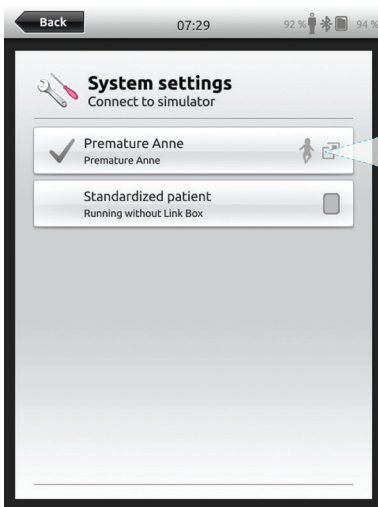 Back
07:29
92 %
94 %
System settings
Connect to simulator
Premature Anne
Premature Anne
Standardized patient
Running without Link Box